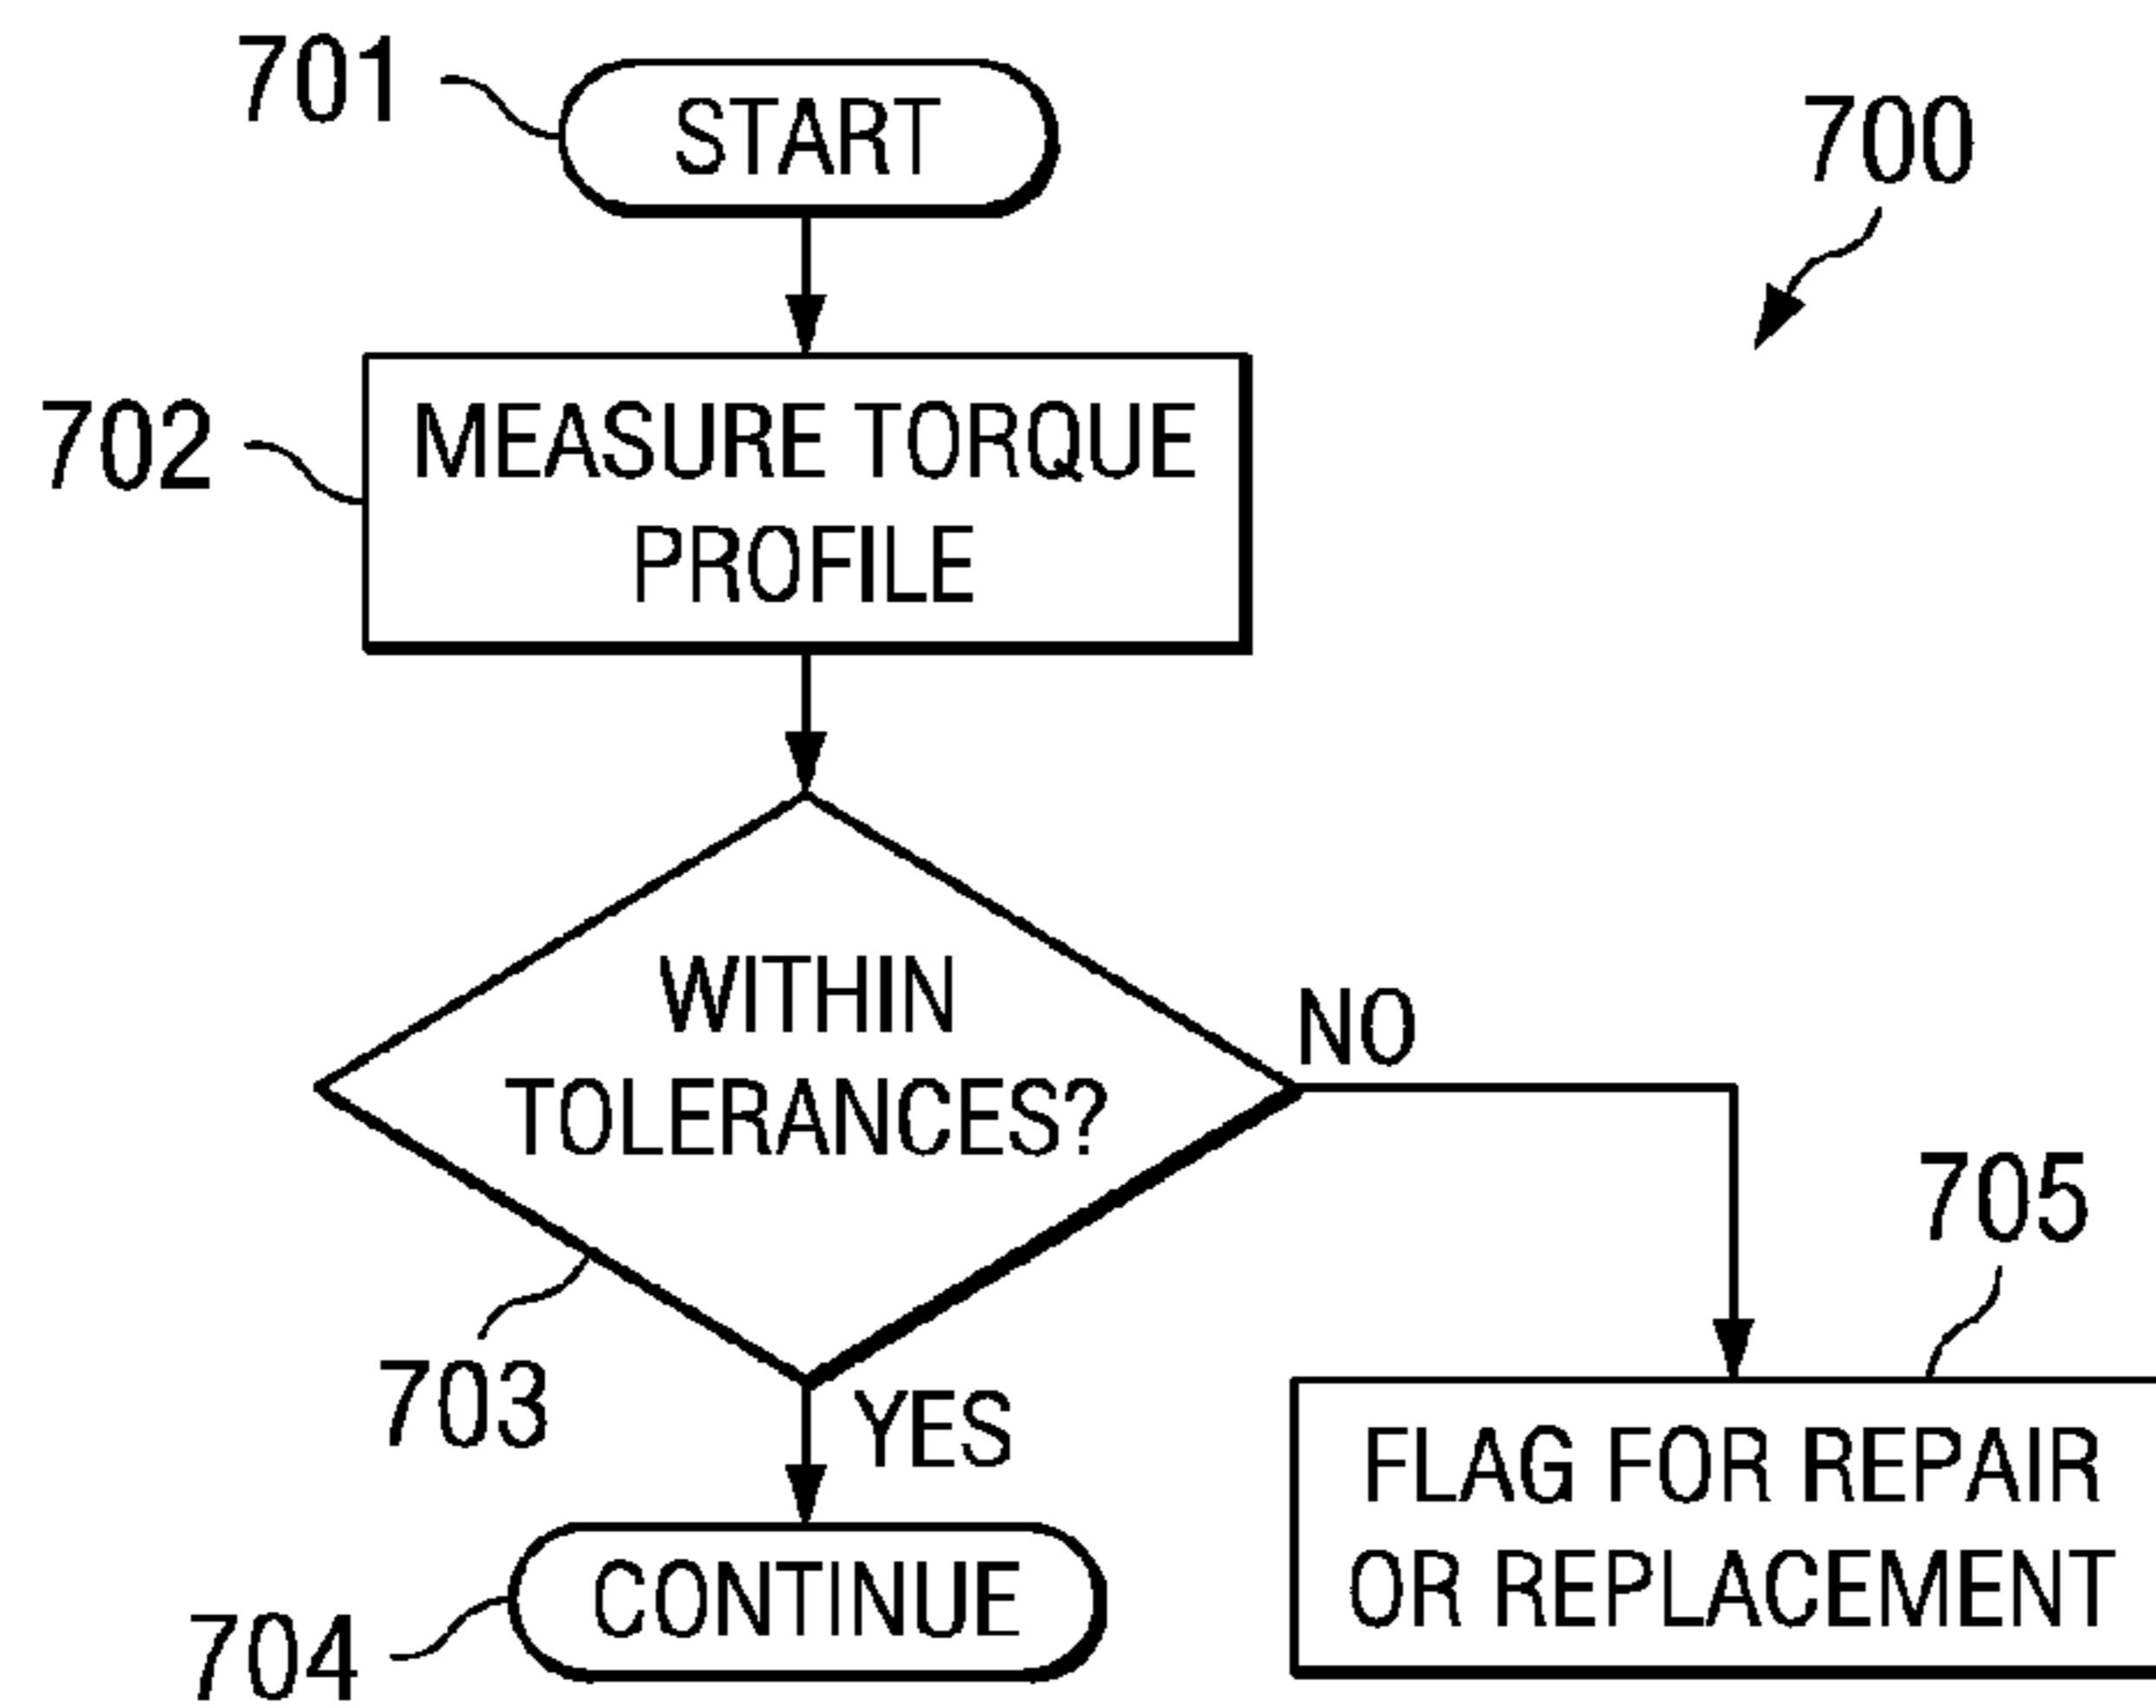 701
START
700
702
MEASURE TORQUE
PROFILE
WITHIN
TOLERANCES?
NO
703
YES
705
FLAG FOR REPAIR
OR REPLACEMENT
704
CONTINUE